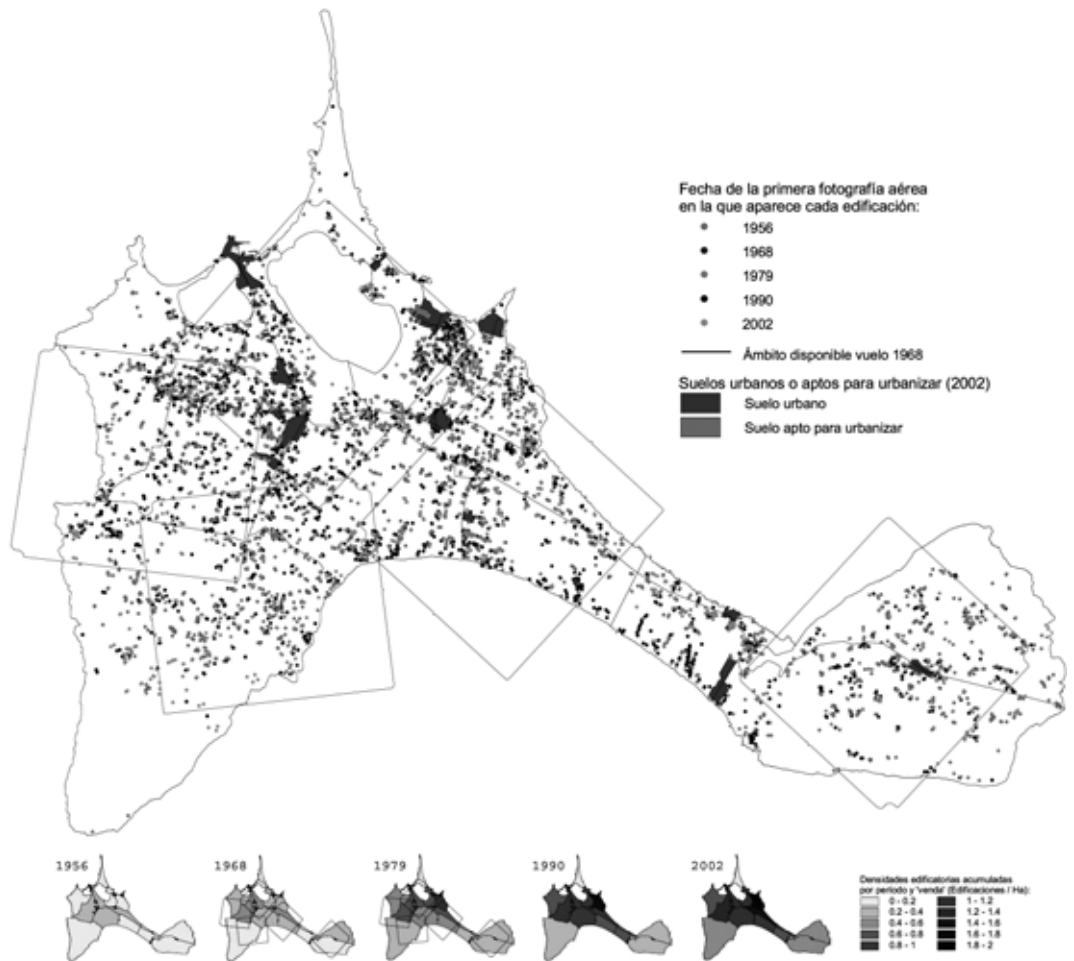 Fecha de la primera fotografía aérea
en la que aparece cada edificación:
1956
1968
1979
1990
2002
Ámbito disponible vuelo 1968
Suelos urbanos o aptos para urbanizar (2002)
Suelo urbano
Suelo apto para urbanizar
1956
1968
1979
1990
2002
Densidades edificatorias acumuladas
por período y 'venda' (Edificaciones / Ha):
0 - 0.2
0.2 - 0.4
0.4 - 0.6
0.6 - 0.8
0.8 - 1
1 - 1.2
1.2 - 1.4
1.4 - 1.6
1.6 - 1.8
1.8 - 2